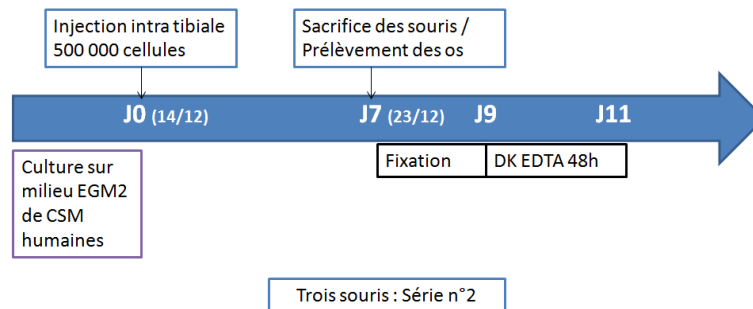 Injection intra tibiale
500 000 cellules
Sacrifice des souris /
Prélèvement des os
J0 (14/12)
J7 (23/12)
J9
J11
Fixation
DK EDTA 48h
Culture sur
milieu EGM2
de CSM
humaines
Trois souris : Série n°2